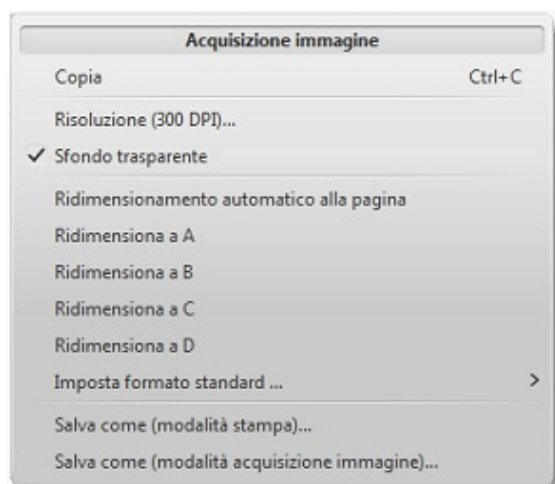 Acquisizione immagine
Copia Ctrl+C
Risoluzione (300 DPI)...
Sfondo trasparente
Ridimensionamento automatico alla pagina
Ridimensiona a A
Ridimensiona a B
Ridimensiona a C
Ridimensiona a D
Imposta formato standard ...
Salva come (modalità stampa)...
Salva come (modalità acquisizione immagine)...